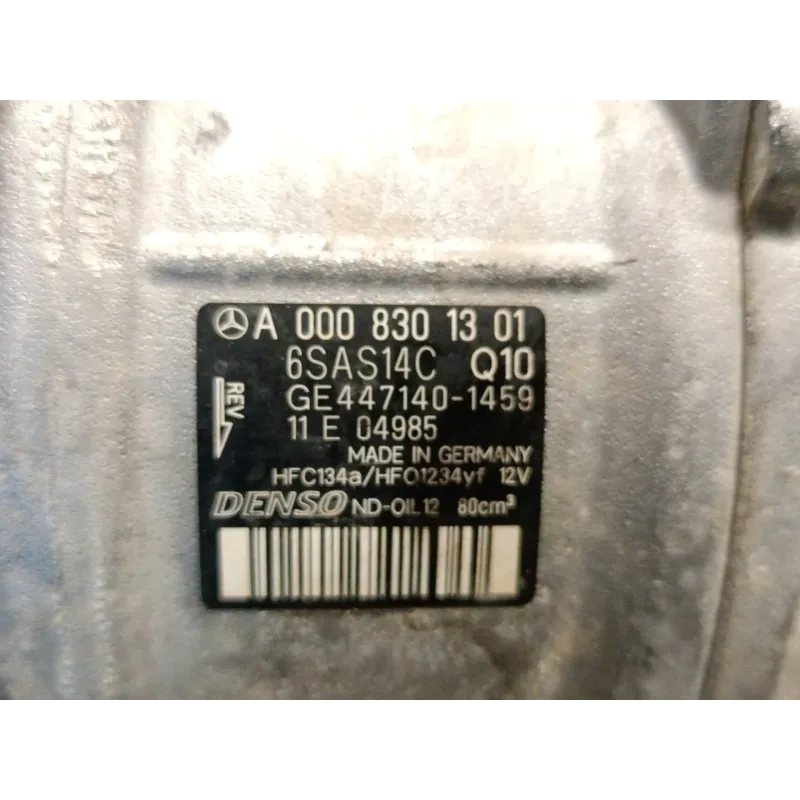 A 000 830 13 01
6SAS14C Q10
REV
GE447140-1459
11 E 04985
MADE IN GERMANY
HFC134a/HFO1234yf 12V
DENSO ND-OIL12 80cm³